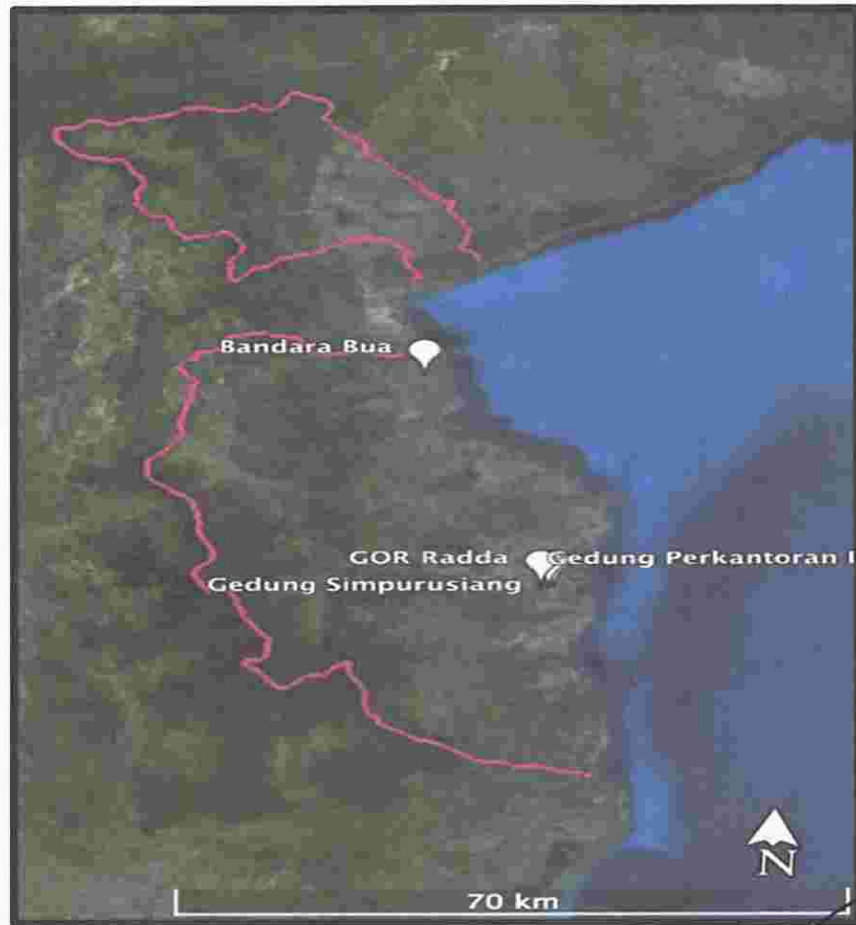 Bandara Bua
GOR Radda
Gedung Perkantoran
Gedung Simpurusiang
N
70 km